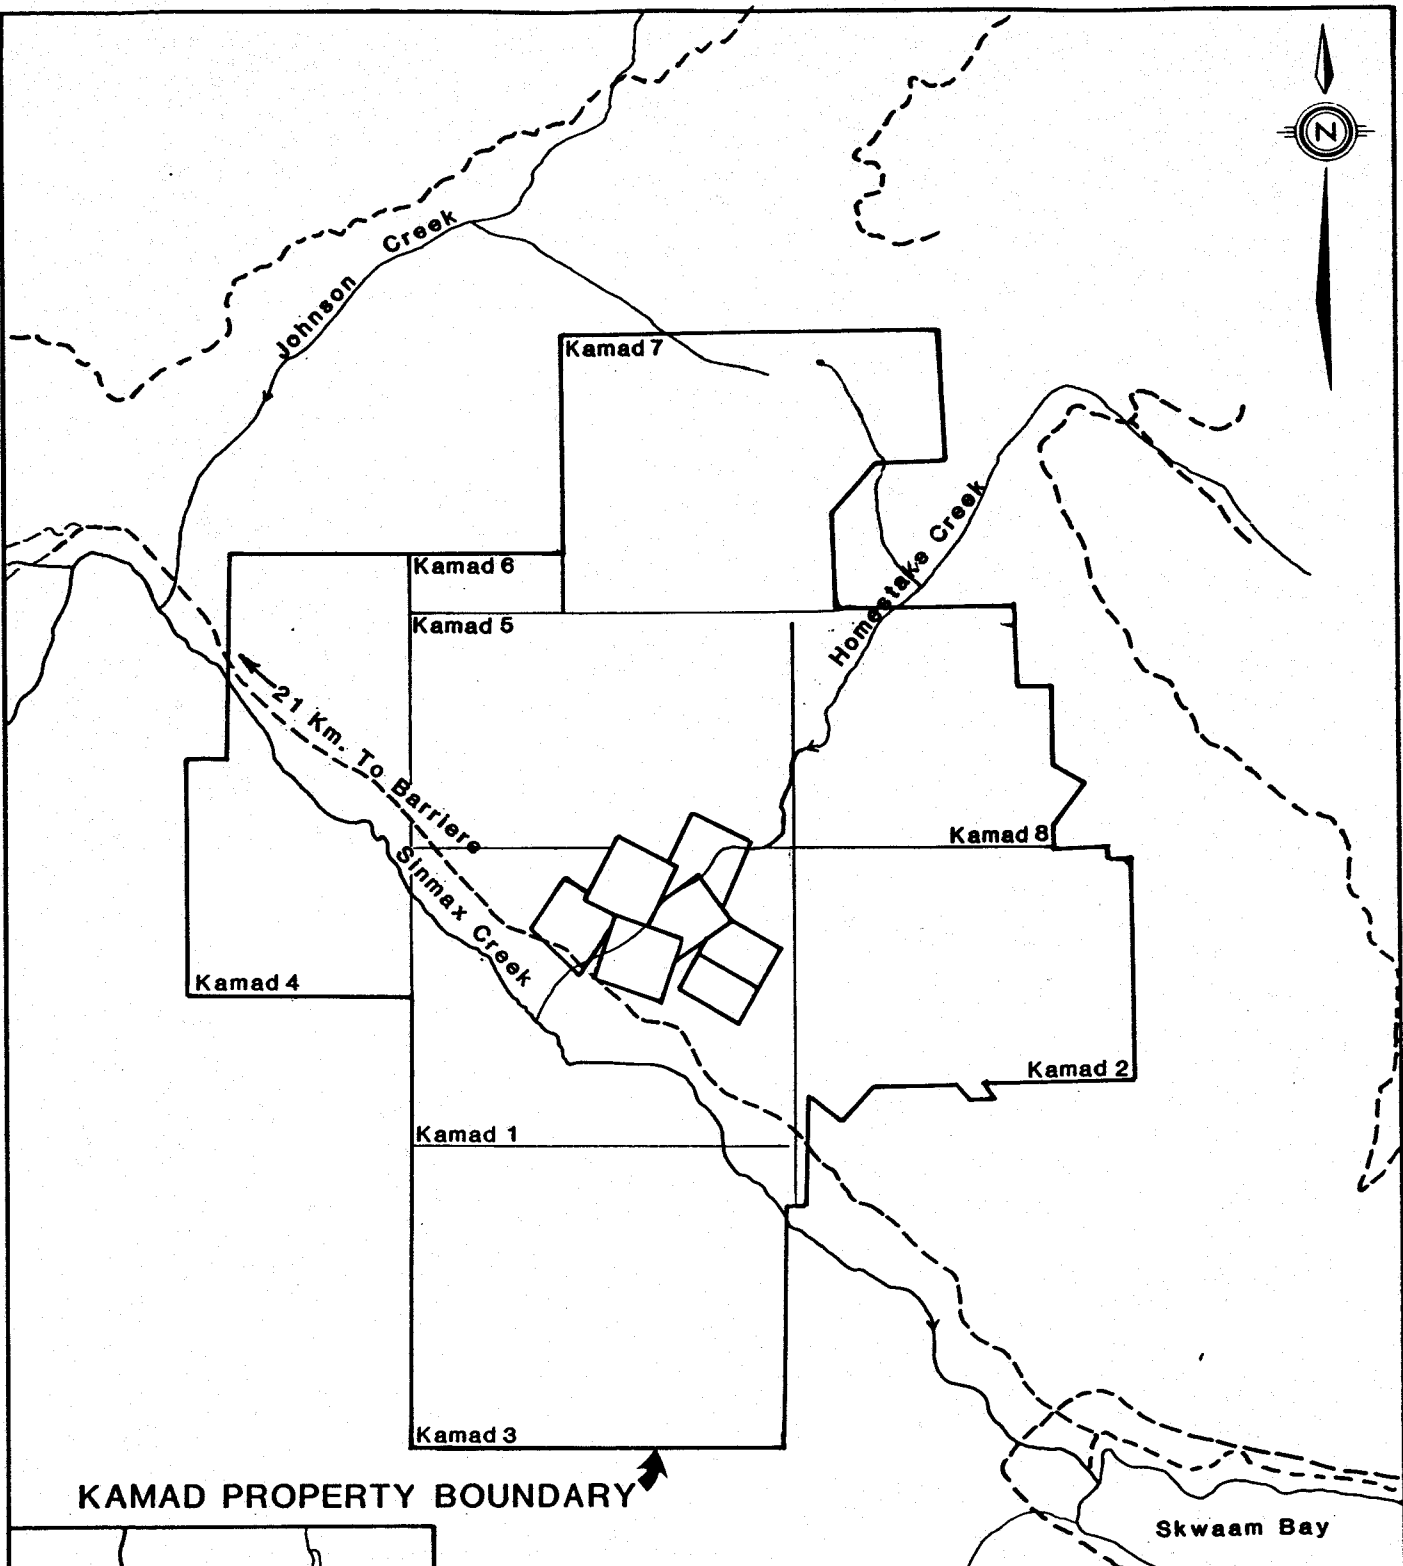 N
Johnson Creek
Kamad 7
Homestake Creek
Kamad 6
Kamad 5
21 Km. To Barriere
Sinmax Creek
Kamad 8
Kamad 4
Kamad 2
Kamad 1
Kamad 3
KAMAD PROPERTY BOUNDARY
Skwaam Bay